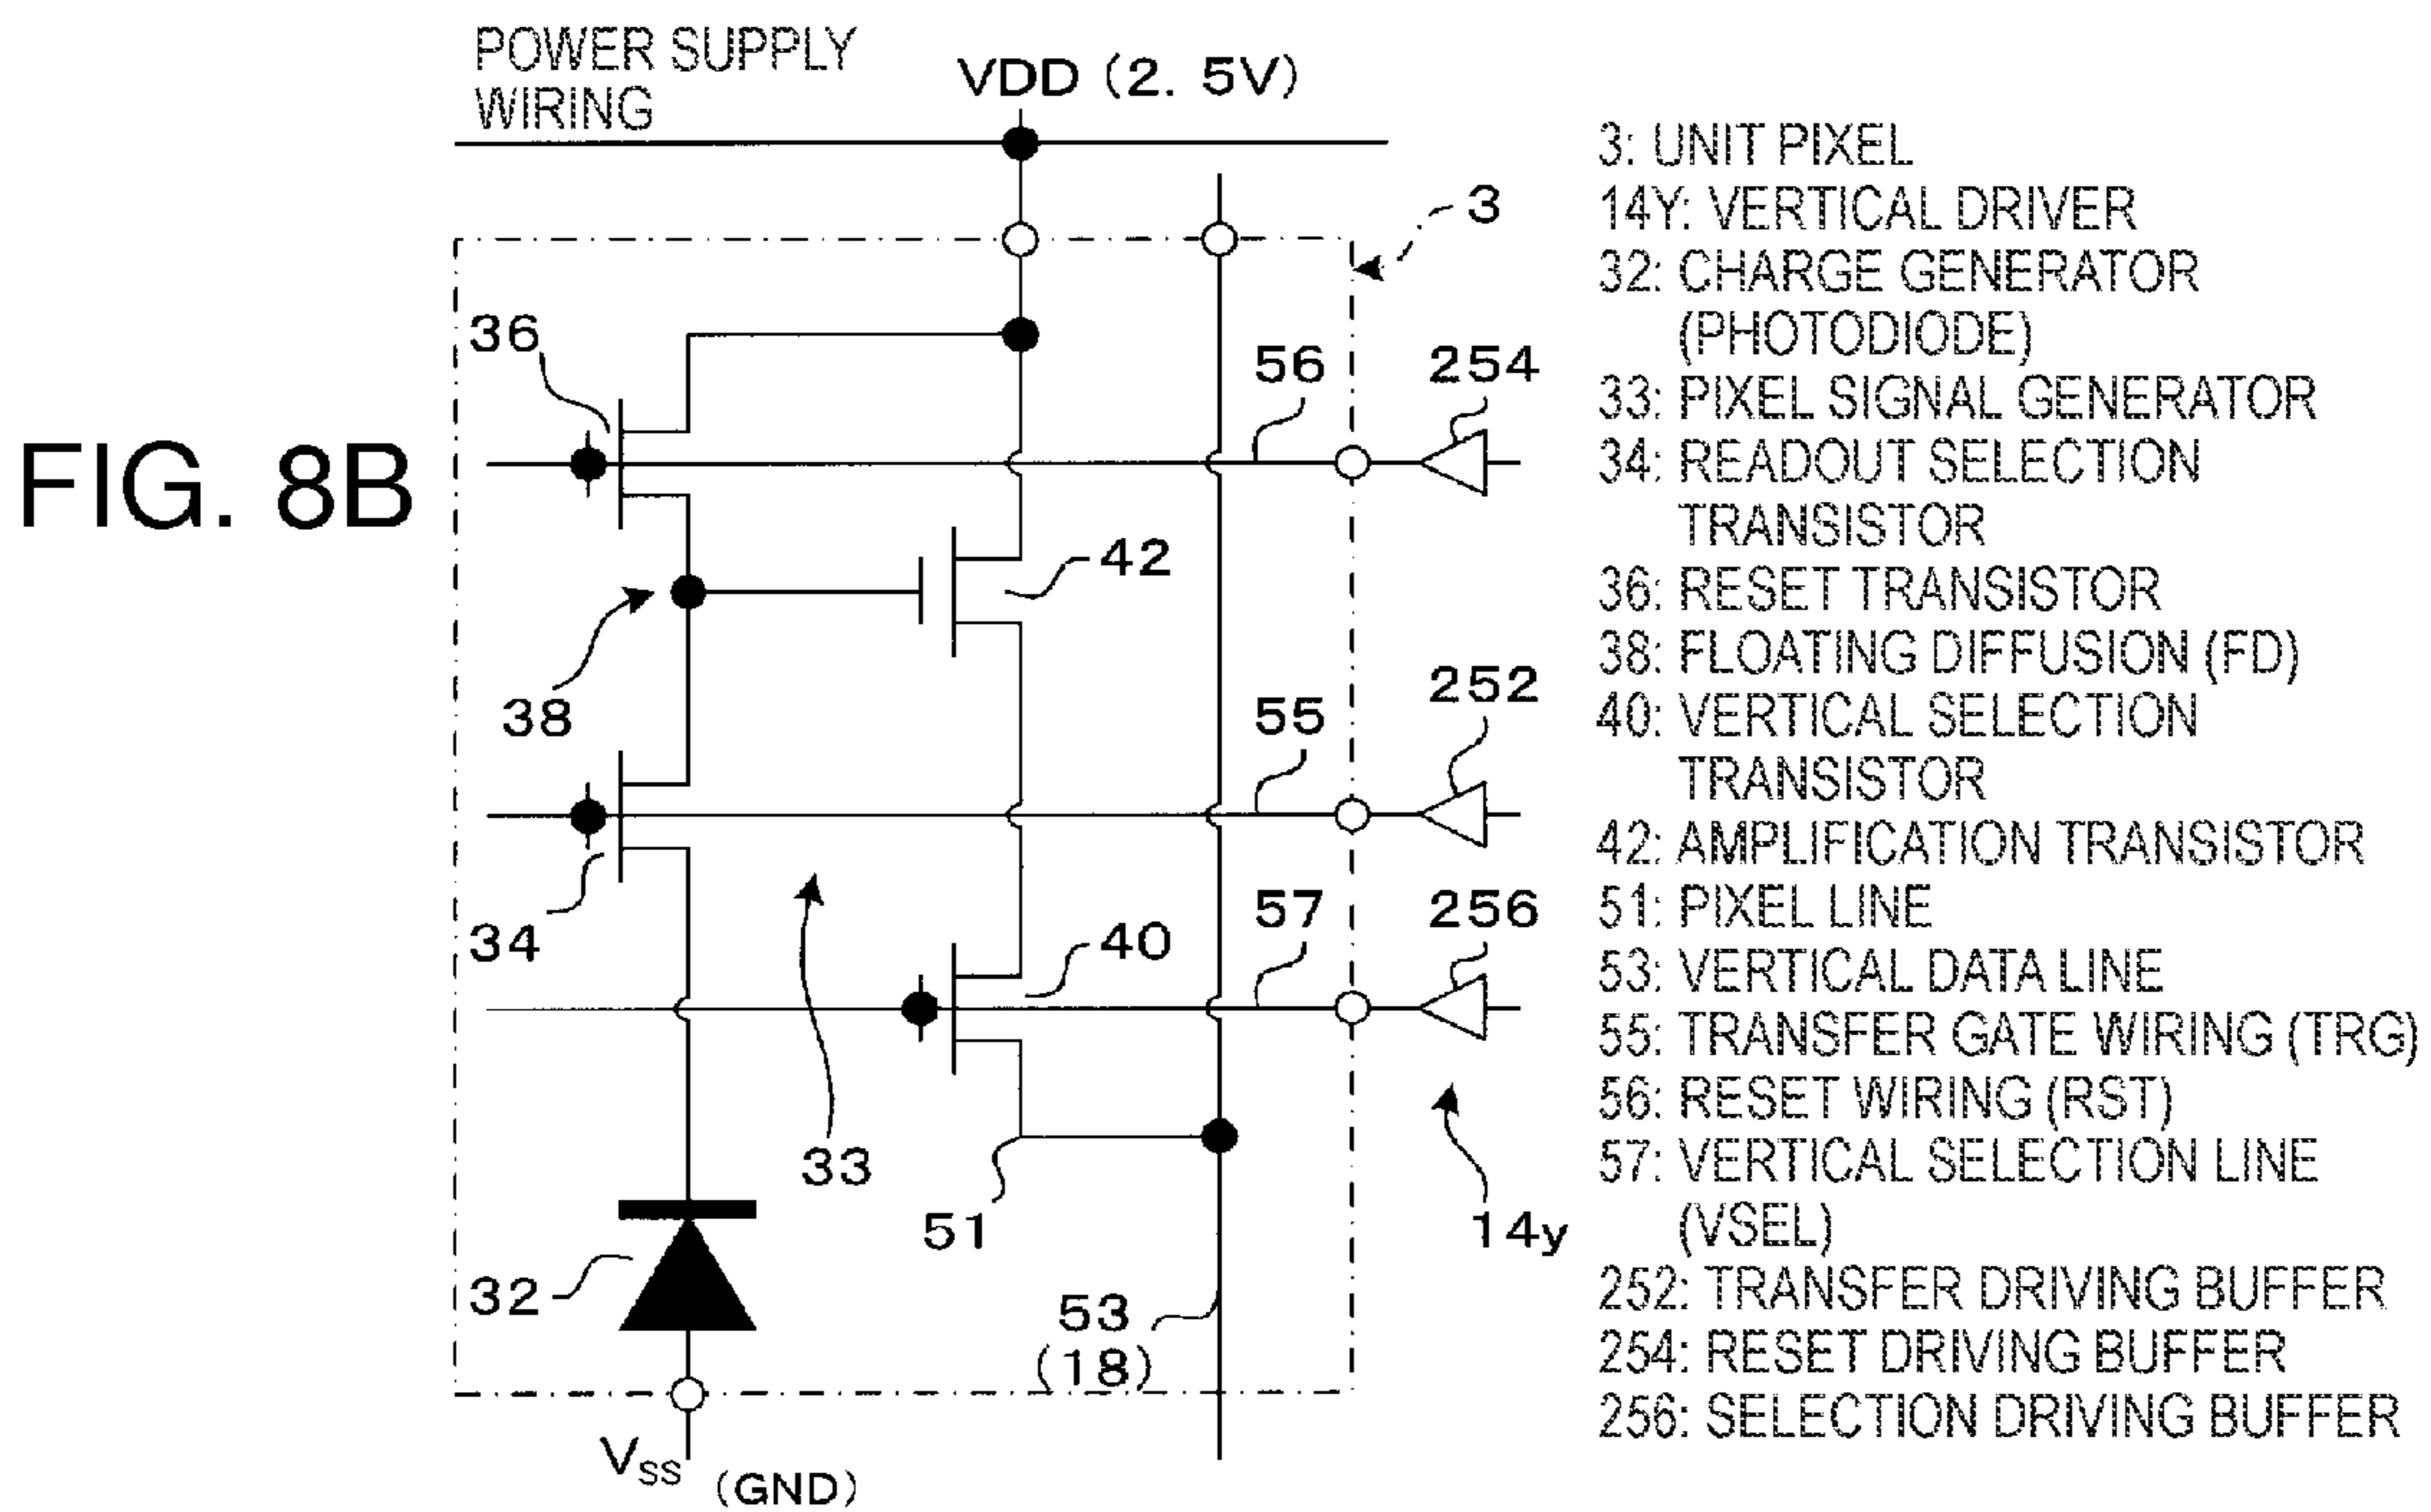 POWER SUPPLY
WIRING
VDD (2. 5V)
3
36
56
254
FIG. 8B
42
38
55
252
34
40
57
256
33
51
14y
32
53
(18)
VSS
(GND)
3: UNIT PIXEL
14Y: VERTICAL DRIVER
32: CHARGE GENERATOR
(PHOTODIODE)
33: PIXEL SIGNAL GENERATOR
34: READOUT SELECTION
TRANSISTOR
36: RESET TRANSISTOR
38: FLOATING DIFFUSION (FD)
40: VERTICAL SELECTION
TRANSISTOR
42: AMPLIFICATION TRANSISTOR
51: PIXEL LINE
53: VERTICAL DATA LINE
55: TRANSFER GATE WIRING (TRG)
56: RESET WIRING (RST)
57: VERTICAL SELECTION LINE
(VSEL)
252: TRANSFER DRIVING BUFFER
254: RESET DRIVING BUFFER
256: SELECTION DRIVING BUFFER